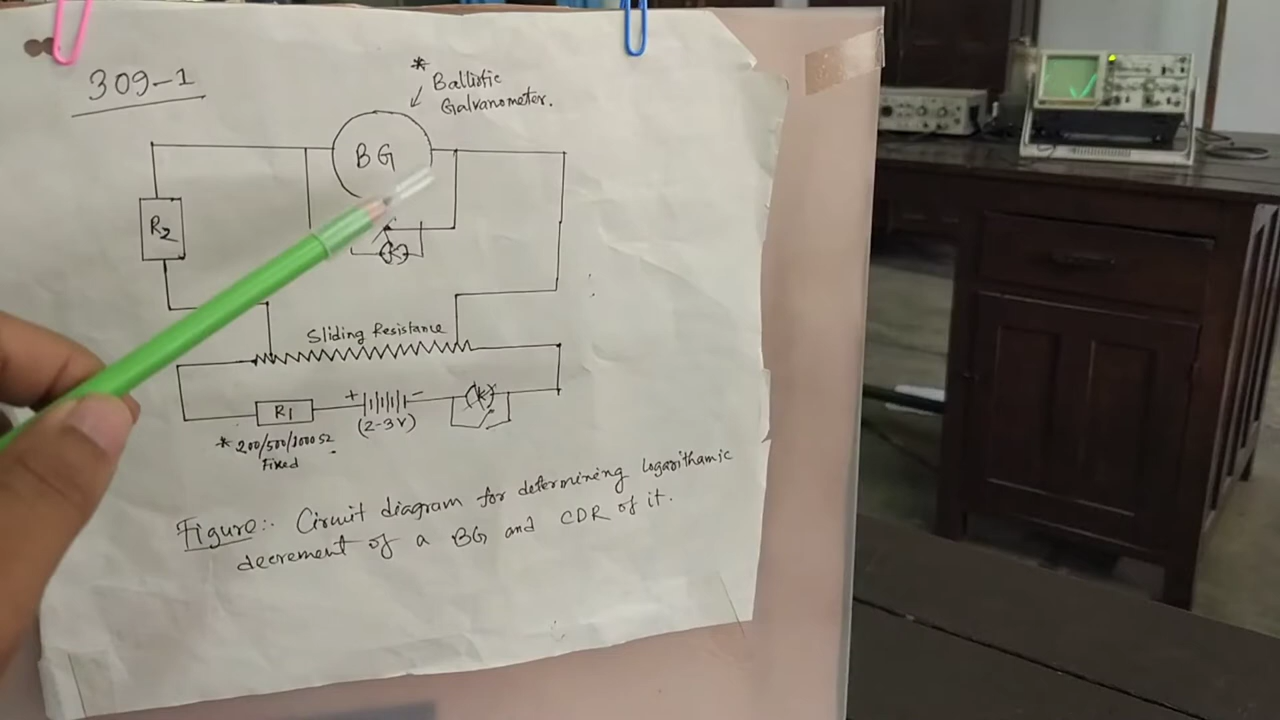 309-1
* Ballistic
Galvanometer.
BG
R2
K
Sliding Resistance
R1
+ -
(2-3V)
K
* 200/500/1000 Ω
Fixed
Figure:- Circuit diagram for determining logarithamic
decrement of a BG and CDR of it.